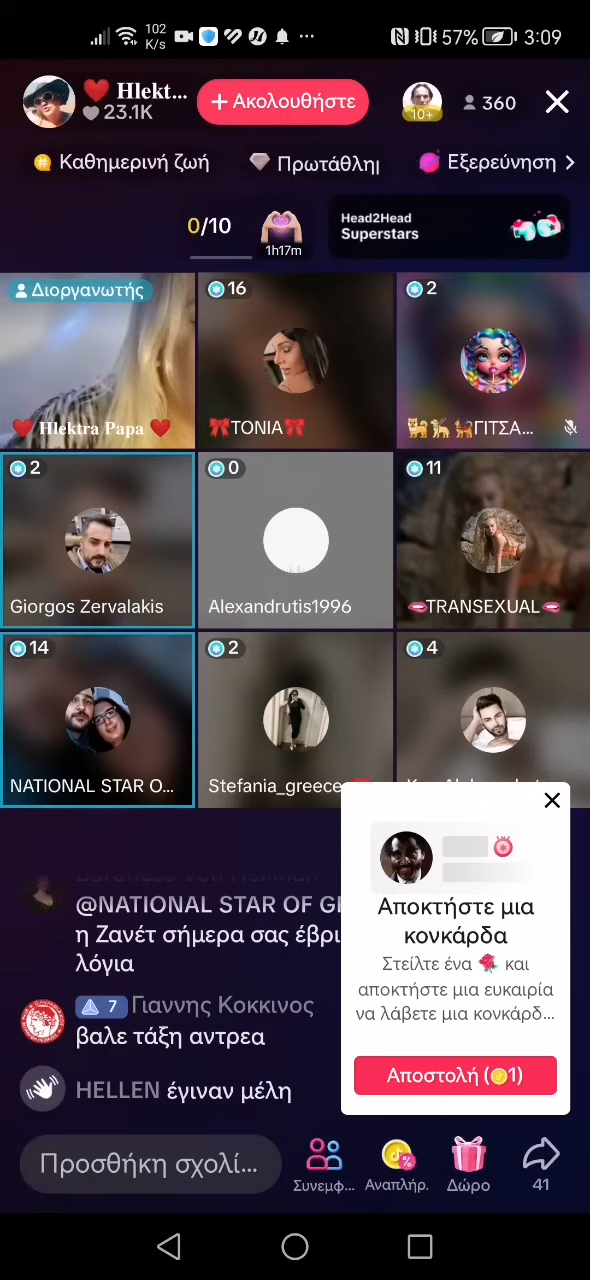 102
K/s
57%
3:09
Hlekt...
23.1K
+ Ακολουθήστε
10+
360
Καθημερινή ζωή
Πρωτάθλη
Εξερεύνηση
0/10
1h17m
Head2Head
Superstars
Διοργανωτής
16
2
Hlektra Papa
TONIA
ΓΙΤΣΑ...
2
0
11
Giorgos Zervalakis
Alexandrutis1996
TRANSEXUAL
14
2
4
NATIONAL STAR O...
Stefania_greece
@NATIONAL STAR OF G
η Ζανέτ σήμερα σας έβρι
λόγια
7 Γιαννης Κοκκινος
βαλε τάξη αντρεα
HELLEN έγιναν μέλη
Αποκτήστε μια
κονκάρδα
Στείλτε ένα 🌹 και
αποκτήστε μια ευκαιρία
να λάβετε μια κονκάρδ...
Αποστολή (1)
Προσθήκη σχολί...
Συνεμφ...
Αναπλήρ.
Δώρο
41